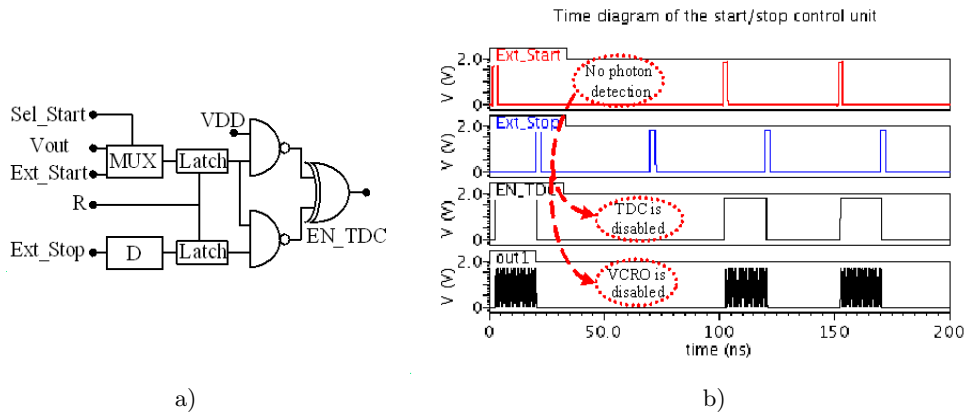 Time diagram of the start/stop control unit
Sel_Start
Vout
Ext_Start
R
Ext_Stop
MUX
D
Latch
Latch
VDD
EN_TDC
a)
V (V)
2.0
0
Ext_Start
No photon
detection
V (V)
2.0
0
Ext_Stop
V (V)
2.0
0
EN_TDC
TDC is
disabled
V (V)
2.0
0
out1
VCRO is
disabled
0
50.0
100
150
200
time (ns)
b)